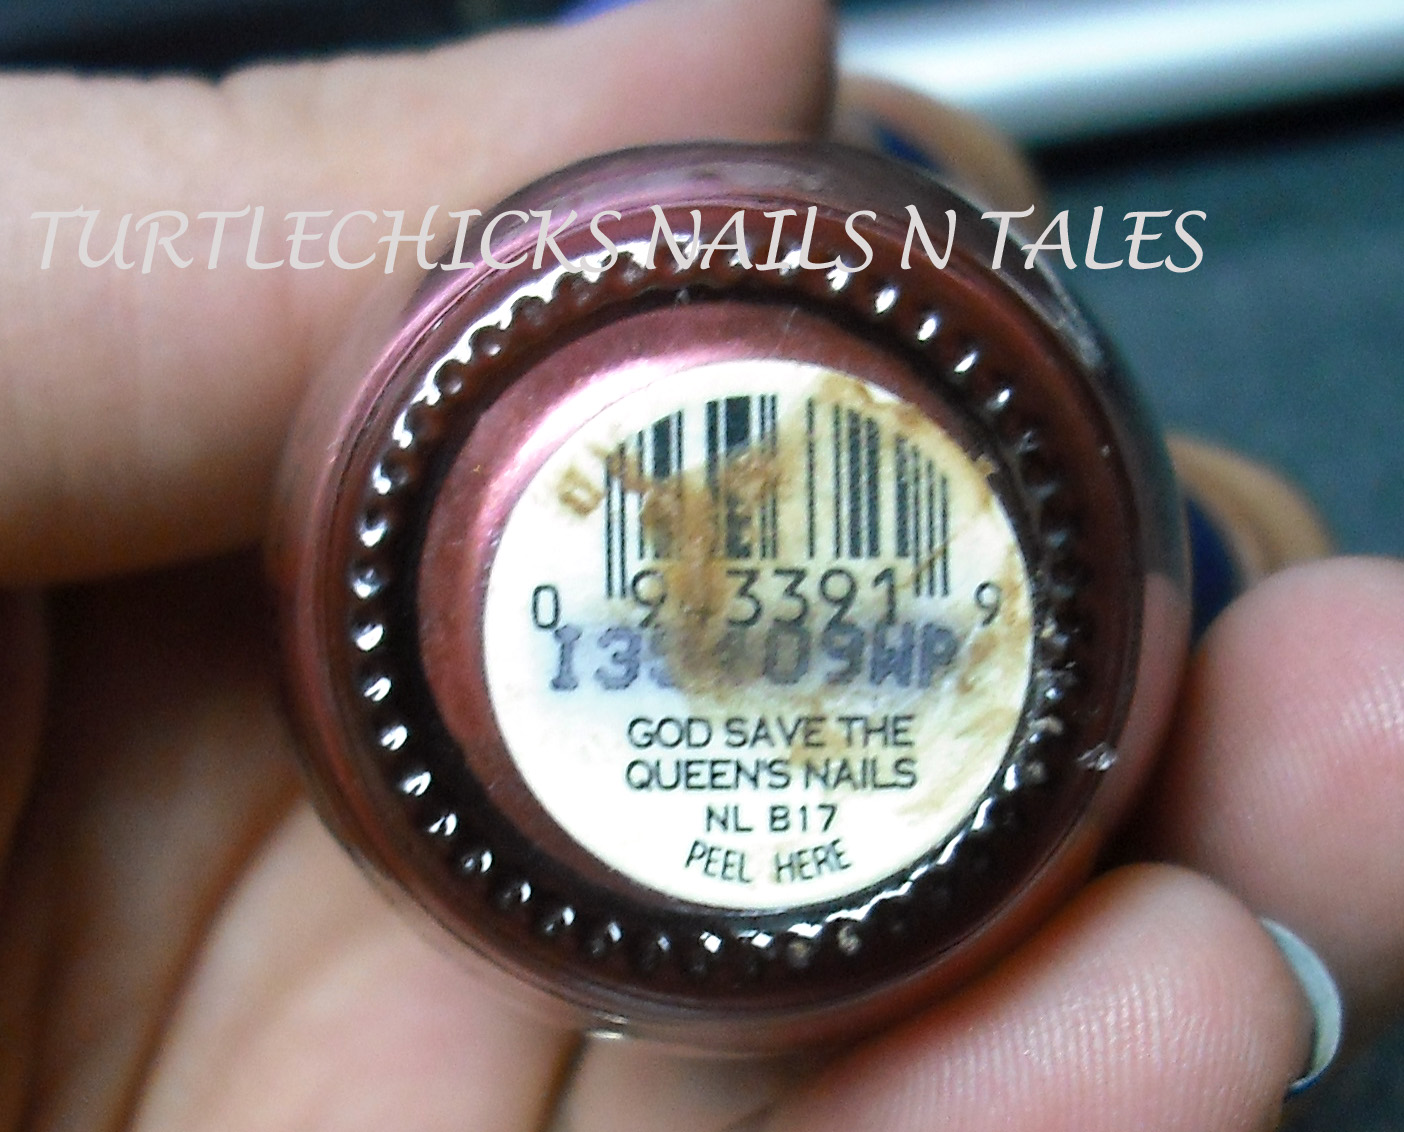 TURTLECHICKS NAILS N TALES
0 9 3391 9
GOD SAVE THE
QUEEN'S NAILS
NL B17
PEEL HERE